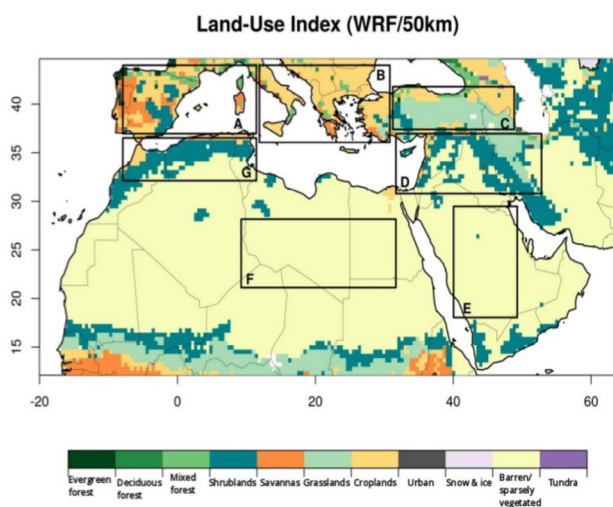 Land-Use Index (WRF/50km)
40
35
30
25
20
15
A
B
C
G
D
F
E
-20
0
20
40
60
Evergreen
forest
Deciduous
forest
Mixed
forest
Shrublands
Savannas
Grasslands
Croplands
Urban
Snow & ice
Barren/
sparsely
vegetated
Tundra